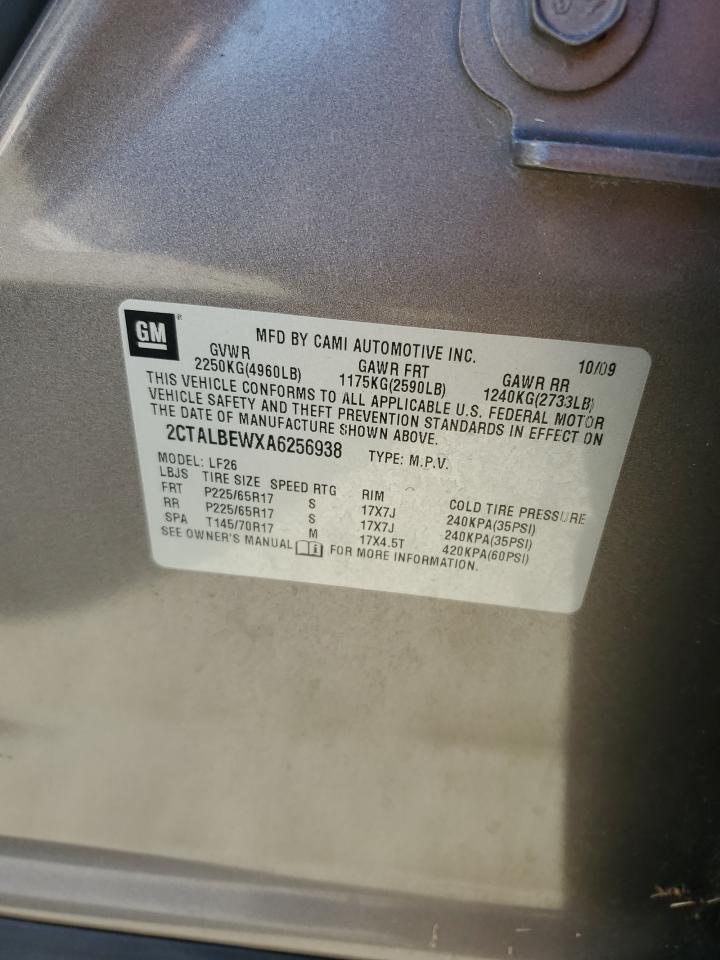 GM
MFD BY CAMI AUTOMOTIVE INC. 10/09
GVWR GAWR FRT GAWR RR
2250KG(4960LB) 1175KG(2590LB) 1240KG(2733LB)
THIS VEHICLE CONFORMS TO ALL APPLICABLE U.S. FEDERAL MOTOR
VEHICLE SAFETY AND THEFT PREVENTION STANDARDS IN EFFECT ON
THE DATE OF MANUFACTURE SHOWN ABOVE.
2CTALBEWXA6256938 TYPE: M.P.V.
MODEL: LF26
LBJS TIRE SIZE SPEED RTG RIM COLD TIRE PRESSURE
FRT P225/65R17 S 17X7J 240KPA(35PSI)
RR P225/65R17 S 17X7J 240KPA(35PSI)
SPA T145/70R17 M 17X4.5T 420KPA(60PSI)
SEE OWNER'S MANUAL FOR MORE INFORMATION.